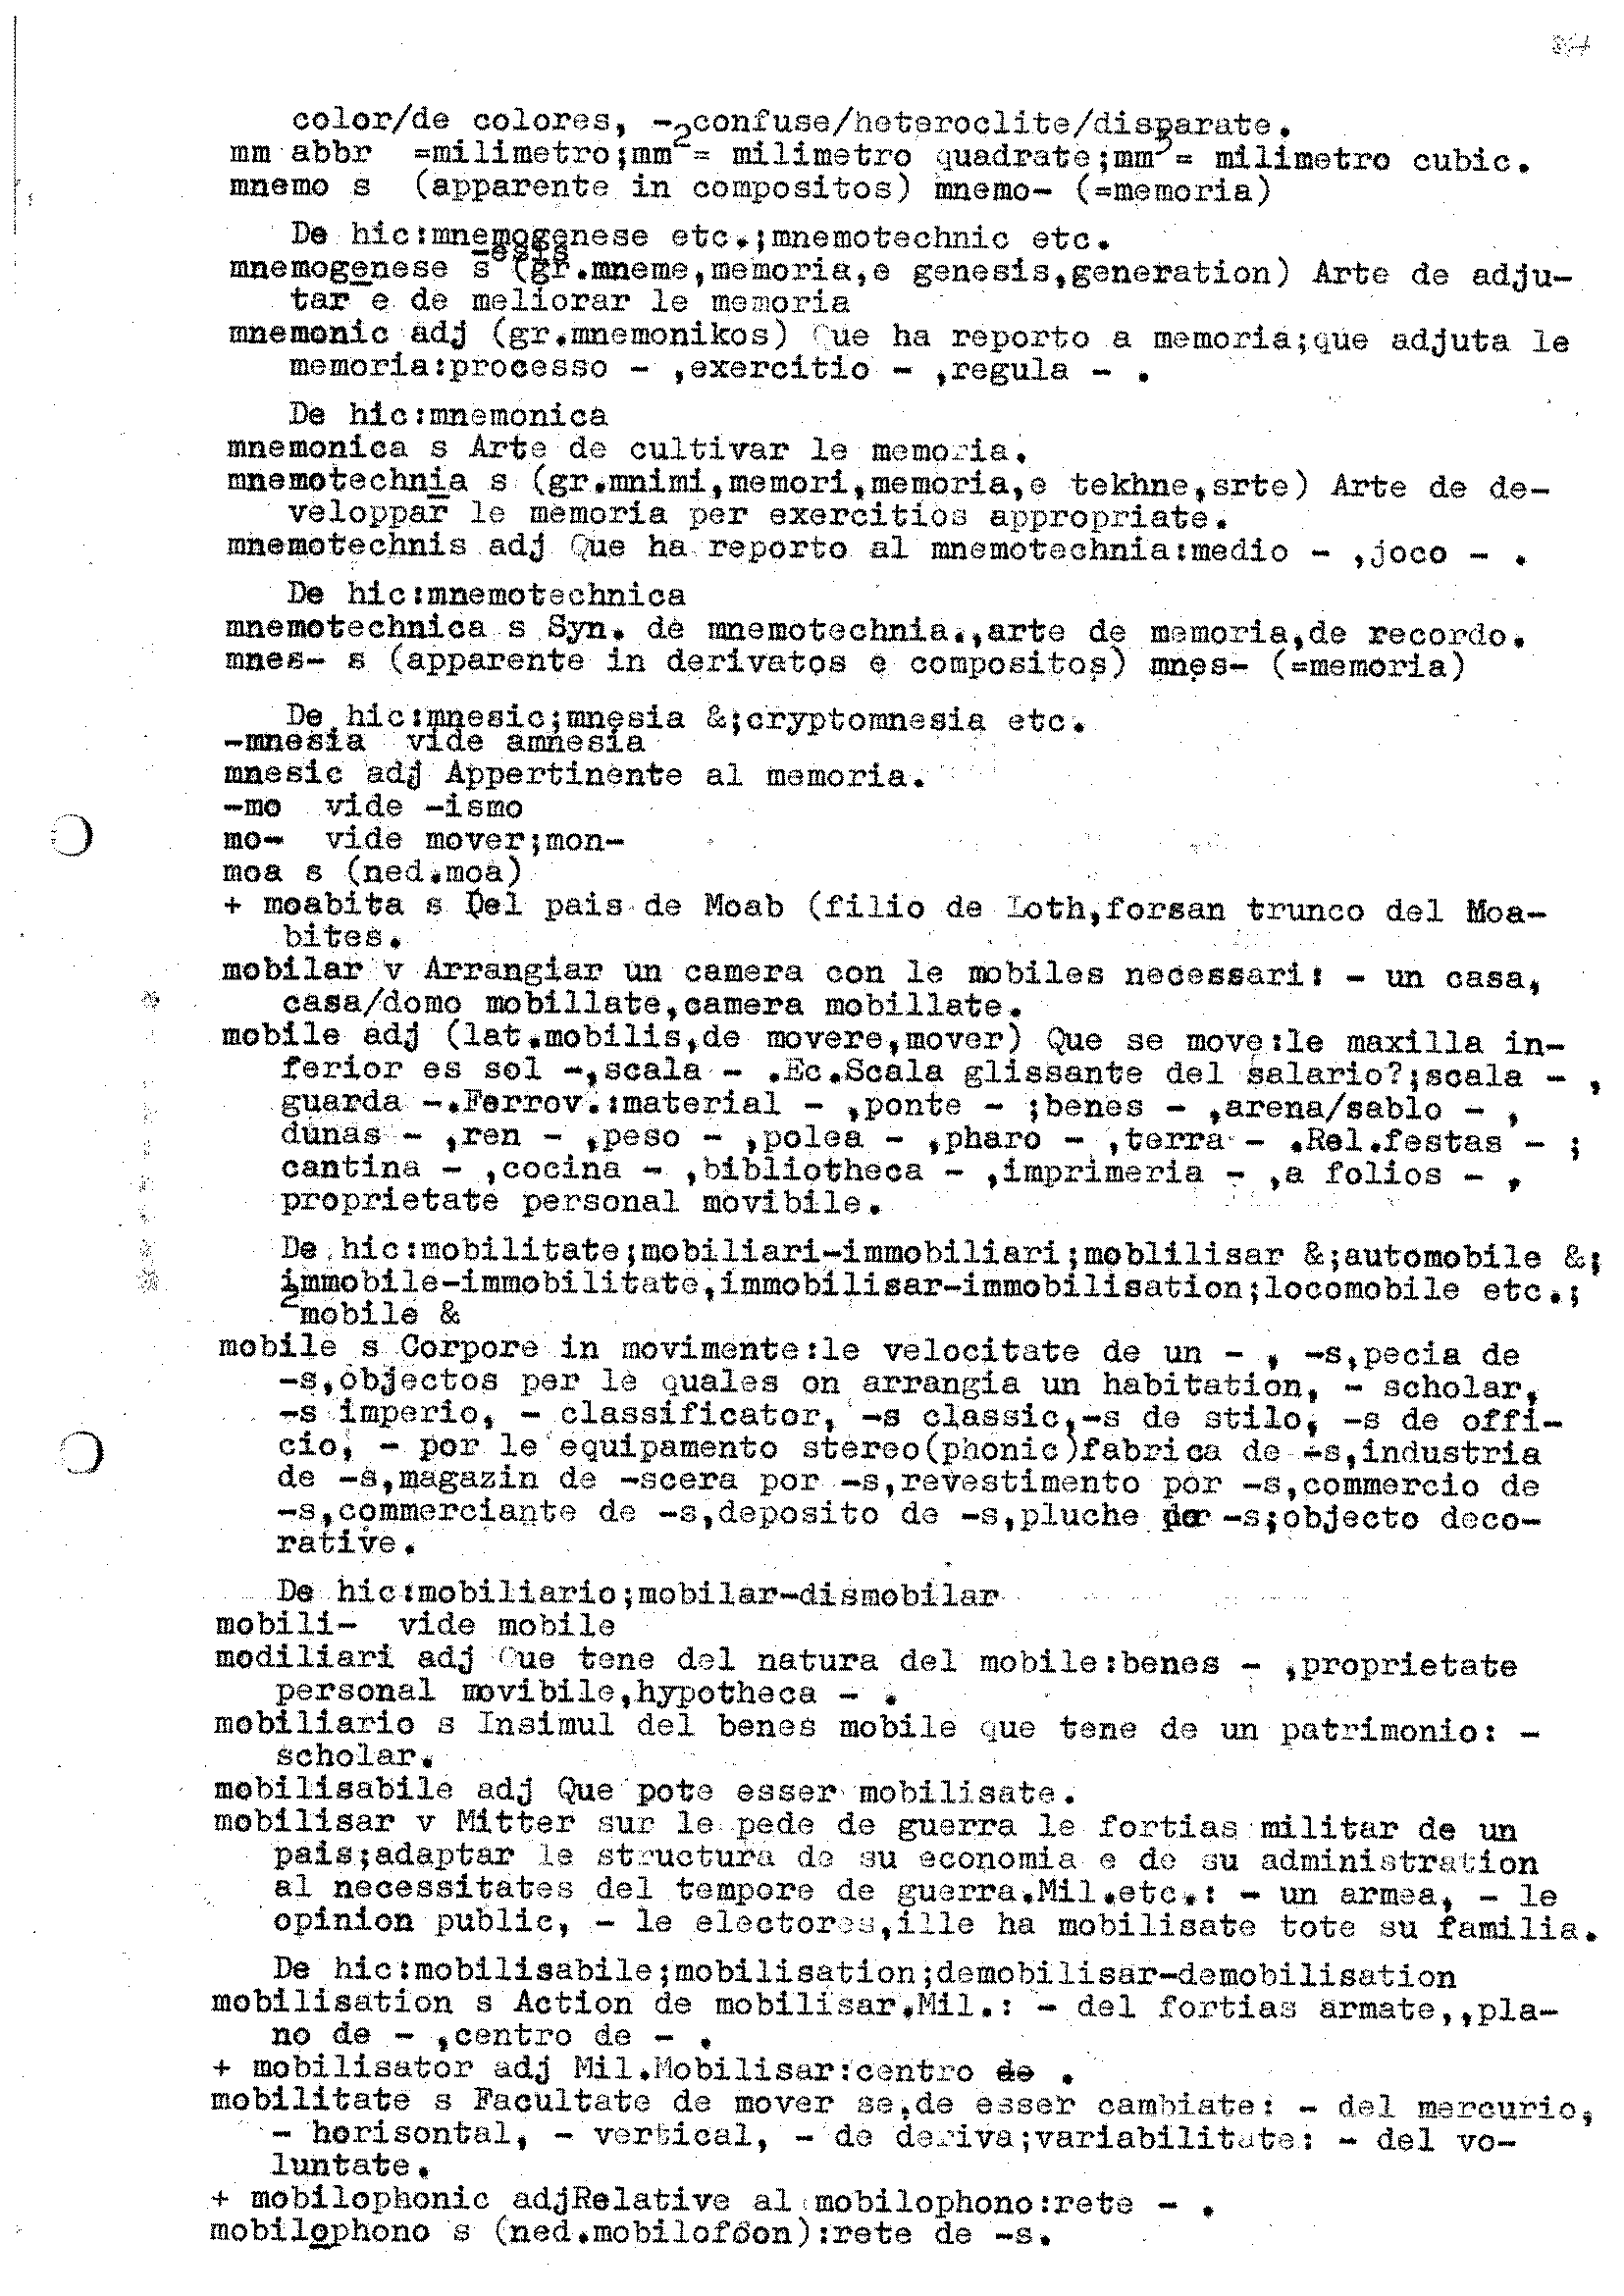 color/de colores, -confuse/heteroclite/disparate.
mm abbr =milimetro;mm²= milimetro quadrate;mm³= milimetro cubic.
mnemo s (apparente in compositos) mnemo- (=memoria)
De hic:mnemogenese etc.;mnemotechnic etc.
mnemogenese s (gr.mneme,memoria,e genesis,generation) Arte de adju-
tar e de meliorar le memoria
mnemonic adj (gr.mnemonikos) Que ha reporto a memoria;que adjuta le
memoria:processo - ,exercitio - ,regula - .
De hic:mnemonica
mnemonica s Arte de cultivar le memoria.
mnemotechnia s (gr.mnimi,memori,memoria,e tekhne,srte) Arte de de-
veloppar le memoria per exercitios appropriate.
mnemotechnis adj Que ha reporto al mnemotechnia:medio - ,joco - .
De hic:mnemotechnica
mnemotechnica s Syn. de mnemotechnia.,arte de memoria,de recordo.
mnes- s (apparente in derivatos e compositos) mnes- (=memoria)
De hic:mnesic;mnesia &;cryptomnesia etc.
-mnesia vide amnesia
mnesic adj Appertinente al memoria.
-mo vide -ismo
mo- vide mover;mon-
moa s (ned.moa)
+ moabita s Del pais de Moab (filio de Loth,forsan trunco del Moa-
bites.
mobilar v Arrangiar un camera con le mobiles necessari: - un casa,
casa/domo mobillate,camera mobillate.
mobile adj (lat.mobilis,de movere,mover) Que se move:le maxilla in-
ferior es sol -,scala - .Ec.Scala glissante del salario?;scala - ,
guarda -.Ferrov.:material - ,ponte - ;benes - ,arena/sablo - ,
dunas - ,ren - ,peso - ,polea - ,pharo - ,terra - .Rel.festas - ;
cantina - ,cocina - ,bibliotheca - ,imprimeria - ,a folios - ,
proprietate personal movibile.
De hic:mobilitate;mobiliari-immobiliari;moblilisar &;automobile &;
immobile-immobilitate,immobilisar-immobilisation;locomobile etc.;
2mobile &
mobile s Corpore in movimente:le velocitate de un - , -s,pecia de
-s,objectos per le quales on arrangia un habitation, - scholar,
-s imperio, - classificator, -s classic,-s de stilo, -s de offi-
cio, - por le equipamento stereo(phonic)fabrica de -s,industria
de -s,magazin de -scera por -s,revestimento por -s,commercio de
-s,commerciante de -s,deposito de -s,pluche por -s;objecto deco-
rative.
De hic:mobiliario;mobilar-dismobilar
mobili- vide mobile
modiliari adj Que tene del natura del mobile:benes - ,proprietate
personal movibile,hypotheca - .
mobiliario s Insimul del benes mobile que tene de un patrimonio: -
scholar.
mobilisabile adj Que pote esser mobilisate.
mobilisar v Mitter sur le pede de guerra le fortias militar de un
pais;adaptar le structura de su economia e de su administration
al necessitates del tempore de guerra.Mil.etc.: - un armea, - le
opinion public, - le electores,ille ha mobilisate tote su familia.
De hic:mobilisabile;mobilisation;demobilisar-demobilisation
mobilisation s Action de mobilisar.Mil.: - del fortias armate,,pla-
no de - ,centro de - .
+ mobilisator adj Mil.Mobilisar:centro de .
mobilitate s Facultate de mover se,de esser cambiate: - del mercurio,
- horisontal, - vertical, - de deriva;variabilitate: - del vo-
luntate.
+ mobilophonic adjRelative al mobilophono:rete - .
mobilophono s (ned.mobilofoon):rete de -s.